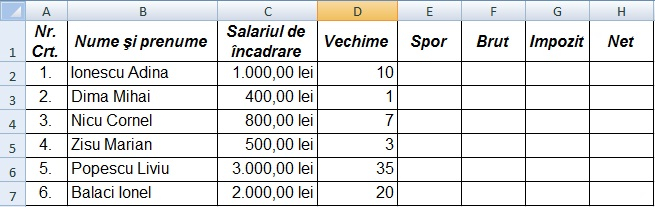 A B C D E F G H
1 Nr. Crt. Nume şi prenume Salariul de încadrare Vechime Spor Brut Impozit Net
2 1. Ionescu Adina 1.000,00 lei 10
3 2. Dima Mihai 400,00 lei 1
4 3. Nicu Cornel 800,00 lei 7
5 4. Zisu Marian 500,00 lei 3
6 5. Popescu Liviu 3.000,00 lei 35
7 6. Balaci Ionel 2.000,00 lei 20